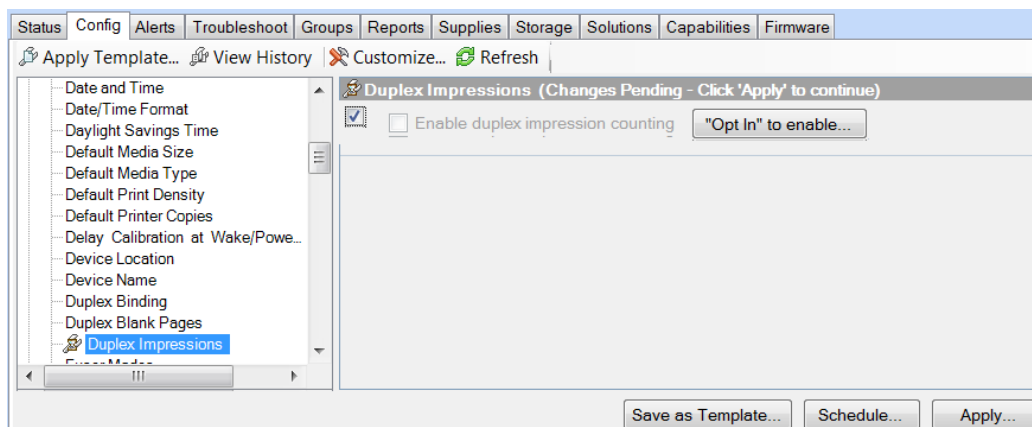 Status Config Alerts Troubleshoot Groups Reports Supplies Storage Solutions Capabilities Firmware
Apply Template... View History Customize... Refresh
Date and Time
Date/Time Format
Daylight Savings Time
Default Media Size
Default Media Type
Default Print Density
Default Printer Copies
Delay Calibration at Wake/Powe...
Device Location
Device Name
Duplex Binding
Duplex Blank Pages
Duplex Impressions
Duplex Impressions (Changes Pending - Click 'Apply' to continue)
Enable duplex impression counting "Opt In" to enable...
Save as Template... Schedule... Apply...